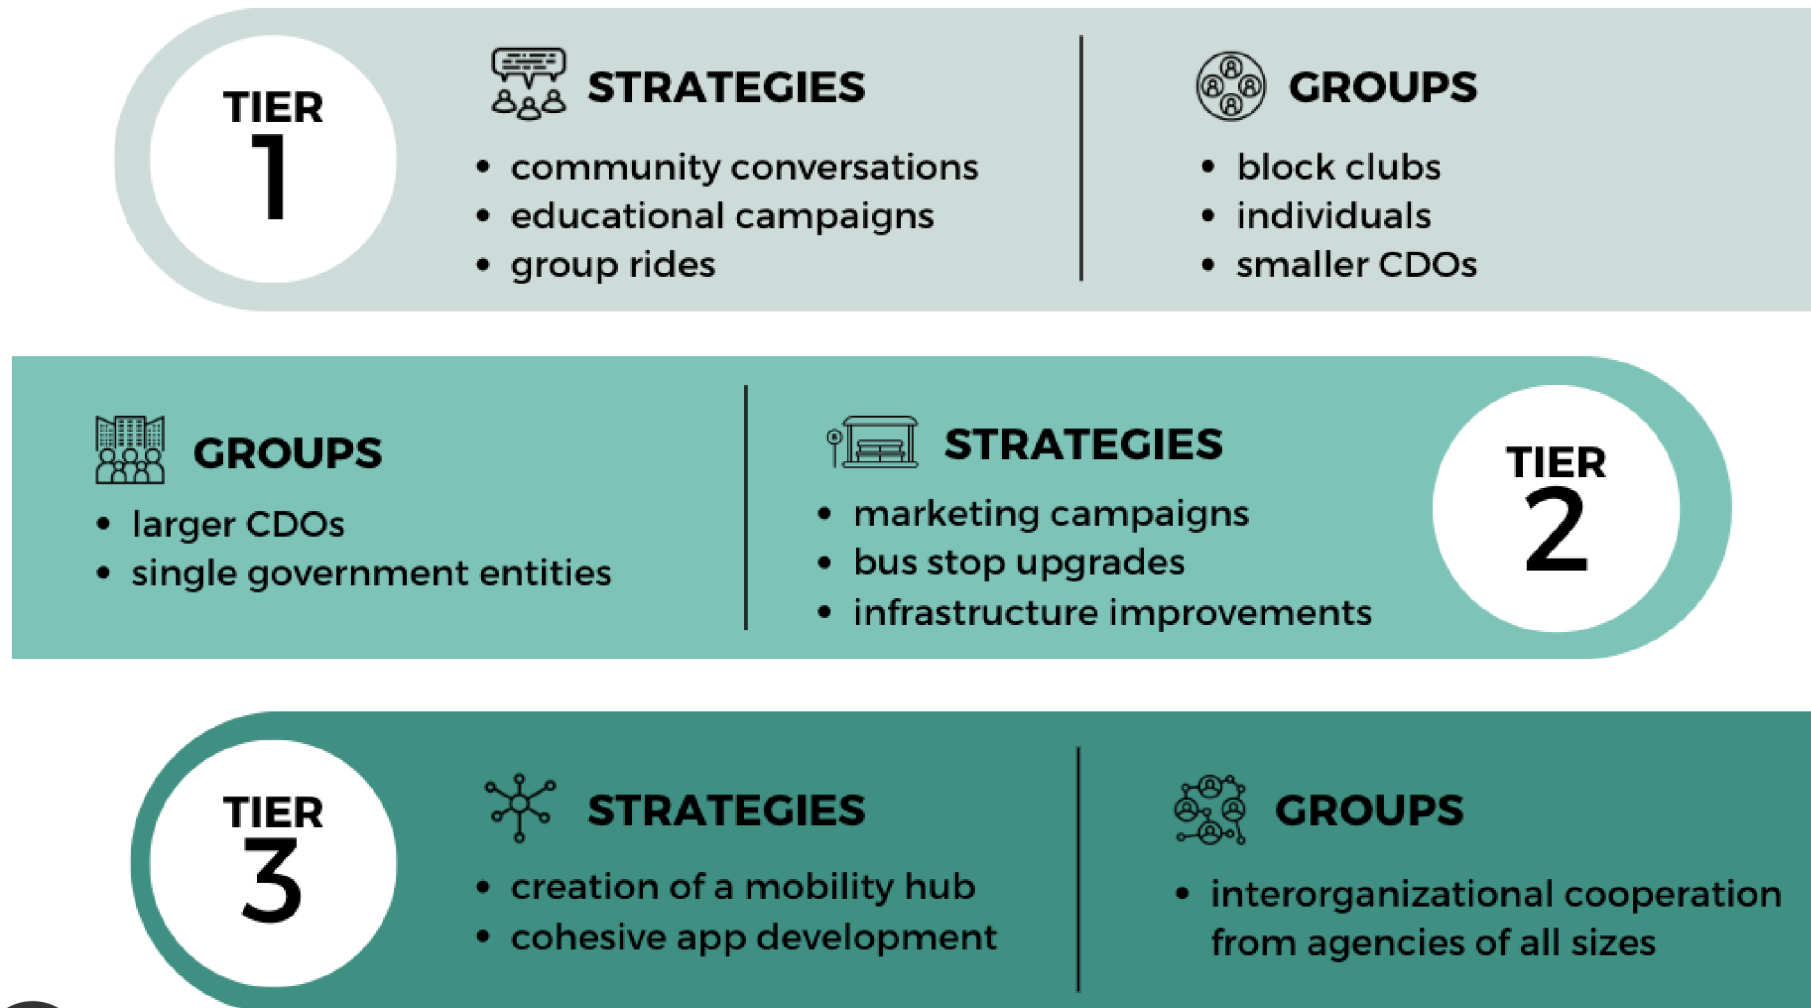 TIER
1
STRATEGIES
• community conversations
• educational campaigns
• group rides
GROUPS
• block clubs
• individuals
• smaller CDOs
GROUPS
• larger CDOs
• single government entities
STRATEGIES
• marketing campaigns
• bus stop upgrades
• infrastructure improvements
TIER
2
TIER
3
STRATEGIES
• creation of a mobility hub
• cohesive app development
GROUPS
• interorganizational cooperation
from agencies of all sizes